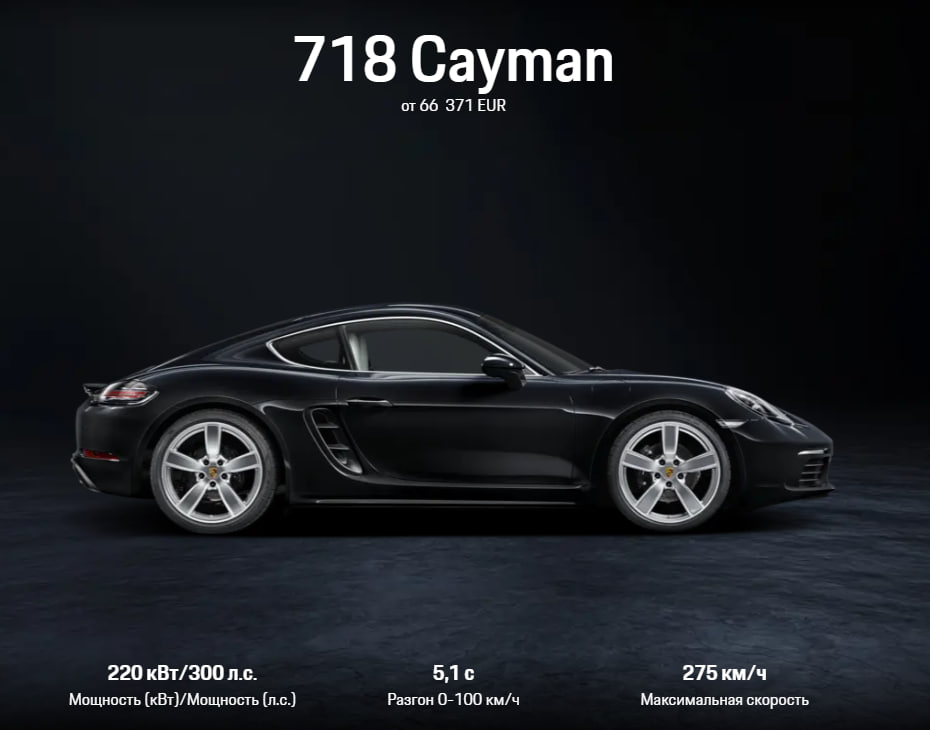 718 Cayman
от 66 371 EUR
220 кВт/300 л.с.
Мощность (кВт)/Мощность (л.с.)
5,1 с
Разгон 0-100 км/ч
275 км/ч
Максимальная скорость